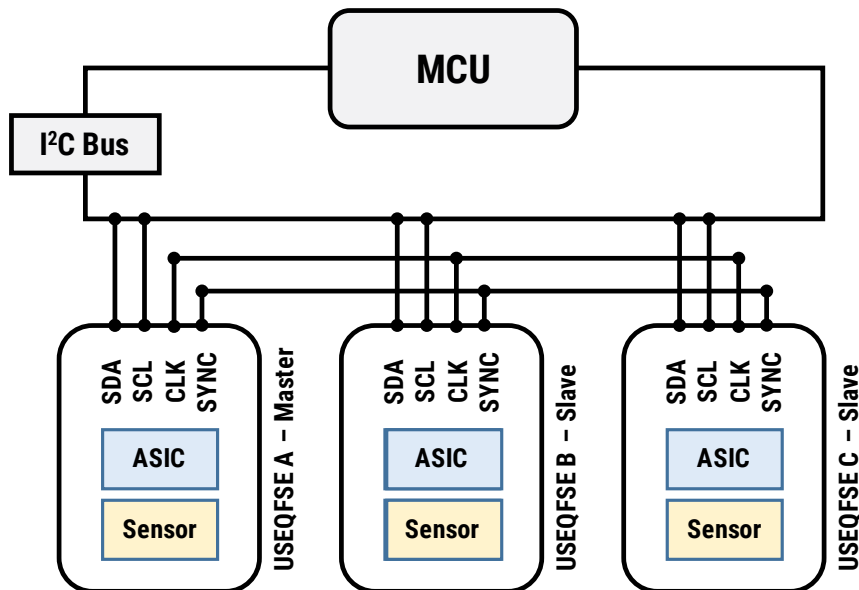 MCU
I²C Bus
SDA
SCL
CLK
SYNC
ASIC
Sensor
USEQFSE A – Master
SDA
SCL
CLK
SYNC
ASIC
Sensor
USEQFSE B – Slave
SDA
SCL
CLK
SYNC
ASIC
Sensor
USEQFSE C – Slave